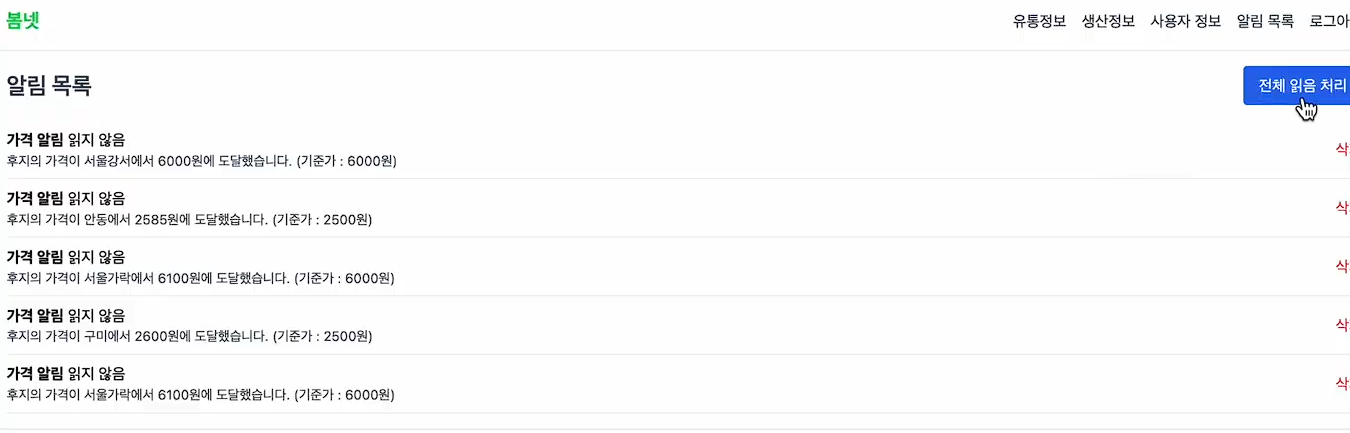 봄넷
유통정보 생산정보 사용자 정보 알림 목록 로그아
알림 목록
전체 읽음 처리
가격 알림 읽지 않음
후지의 가격이 서울강서에서 6000원에 도달했습니다. (기준가 : 6000원)
삭
가격 알림 읽지 않음
후지의 가격이 안동에서 2585원에 도달했습니다. (기준가 : 2500원)
삭
가격 알림 읽지 않음
후지의 가격이 서울가락에서 6100원에 도달했습니다. (기준가 : 6000원)
삭
가격 알림 읽지 않음
후지의 가격이 구미에서 2600원에 도달했습니다. (기준가 : 2500원)
삭
가격 알림 읽지 않음
후지의 가격이 서울가락에서 6100원에 도달했습니다. (기준가 : 6000원)
삭